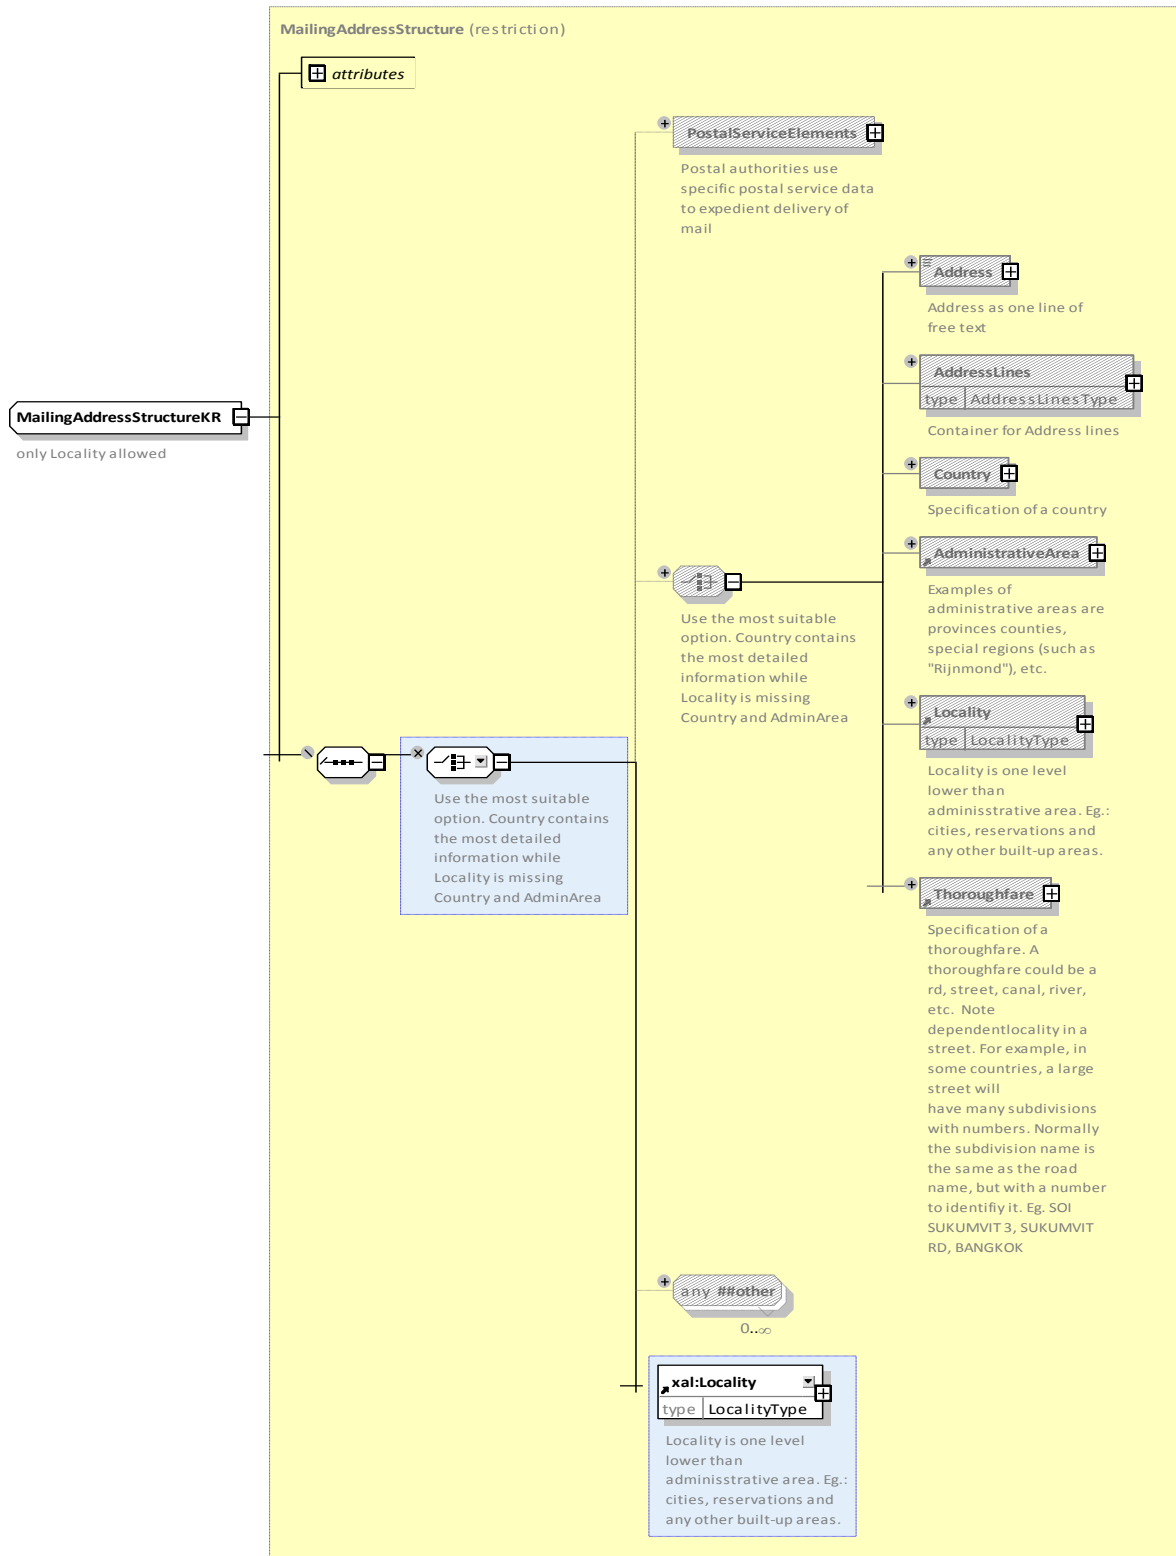 MailingAddressStructure (restriction)
attributes
PostalServiceElements
Postal authorities use
specific postal service data
to expedient delivery of
mail
Address
Address as one line of
free text
AddressLines
type AddressLinesType
Container for Address lines
MailingAddressStructureKR
only Locality allowed
Country
Specification of a country
AdministrativeArea
Examples of
administrative areas are
provinces counties,
special regions (such as
"Rijnmond"), etc.
Use the most suitable
option. Country contains
the most detailed
information while
Locality is missing
Country and AdminArea
Locality
type LocalityType
Locality is one level
lower than
adminisstrative area. Eg.:
cities, reservations and
any other built-up areas.
Use the most suitable
option. Country contains
the most detailed
information while
Locality is missing
Country and AdminArea
Thoroughfare
Specification of a
thoroughfare. A
thoroughfare could be a
rd, street, canal, river,
etc. Note
dependentlocality in a
street. For example, in
some countries, a large
street will
have many subdivisions
with numbers. Normally
the subdivision name is
the same as the road
name, but with a number
to identifiy it. Eg. SOI
SUKUMVIT 3, SUKUMVIT
RD, BANGKOK
any ##other
0..∞
xal:Locality
type LocalityType
Locality is one level
lower than
adminisstrative area. Eg.:
cities, reservations and
any other built-up areas.